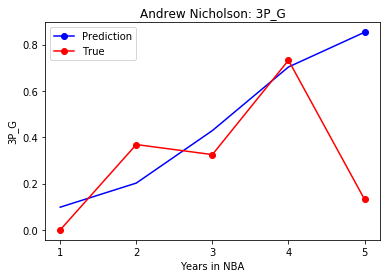 Andrew Nicholson: 3P_G
Prediction
True
0.8
0.6
0.4
0.2
0.0
3P_G
1 2 3 4 5
Years in NBA